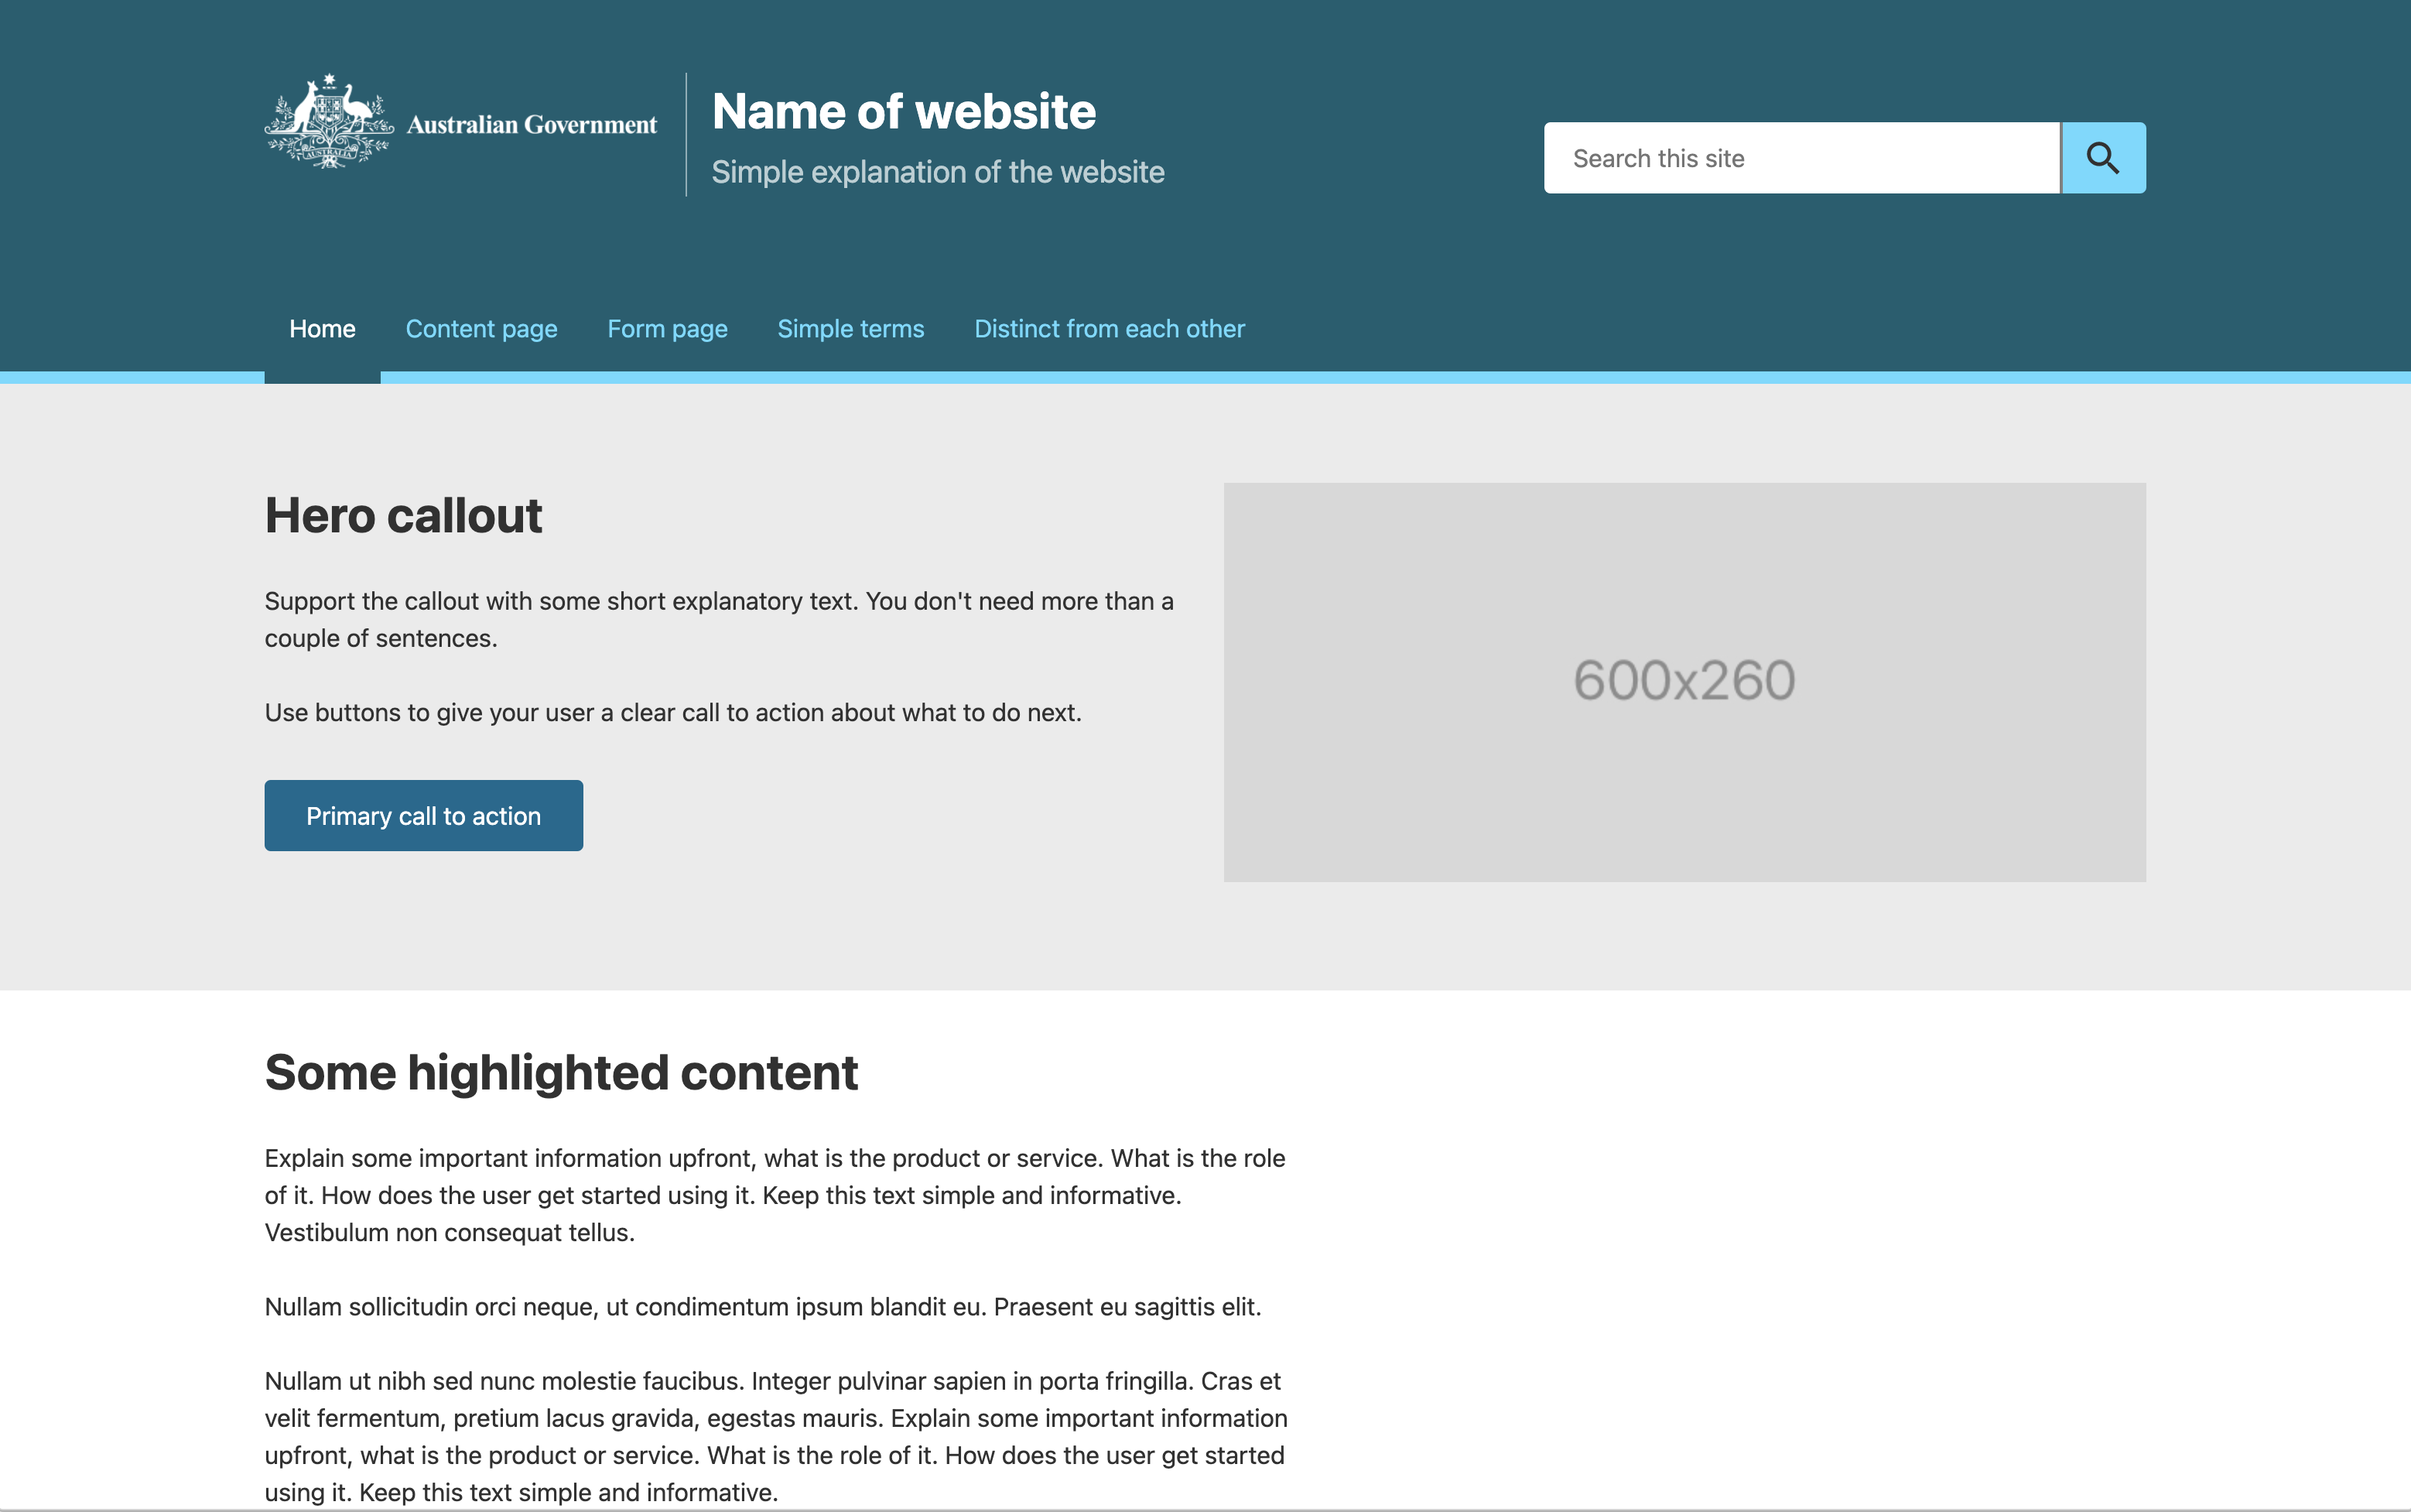 AUSTRALIA
Australian Government
Name of website
Simple explanation of the website
Search this site
Home Content page Form page Simple terms Distinct from each other
Hero callout
Support the callout with some short explanatory text. You don't need more than a
couple of sentences.
Use buttons to give your user a clear call to action about what to do next.
Primary call to action
600x260
Some highlighted content
Explain some important information upfront, what is the product or service. What is the role
of it. How does the user get started using it. Keep this text simple and informative.
Vestibulum non consequat tellus.
Nullam sollicitudin orci neque, ut condimentum ipsum blandit eu. Praesent eu sagittis elit.
Nullam ut nibh sed nunc molestie faucibus. Integer pulvinar sapien in porta fringilla. Cras et
velit fermentum, pretium lacus gravida, egestas mauris. Explain some important information
upfront, what is the product or service. What is the role of it. How does the user get started
using it. Keep this text simple and informative.